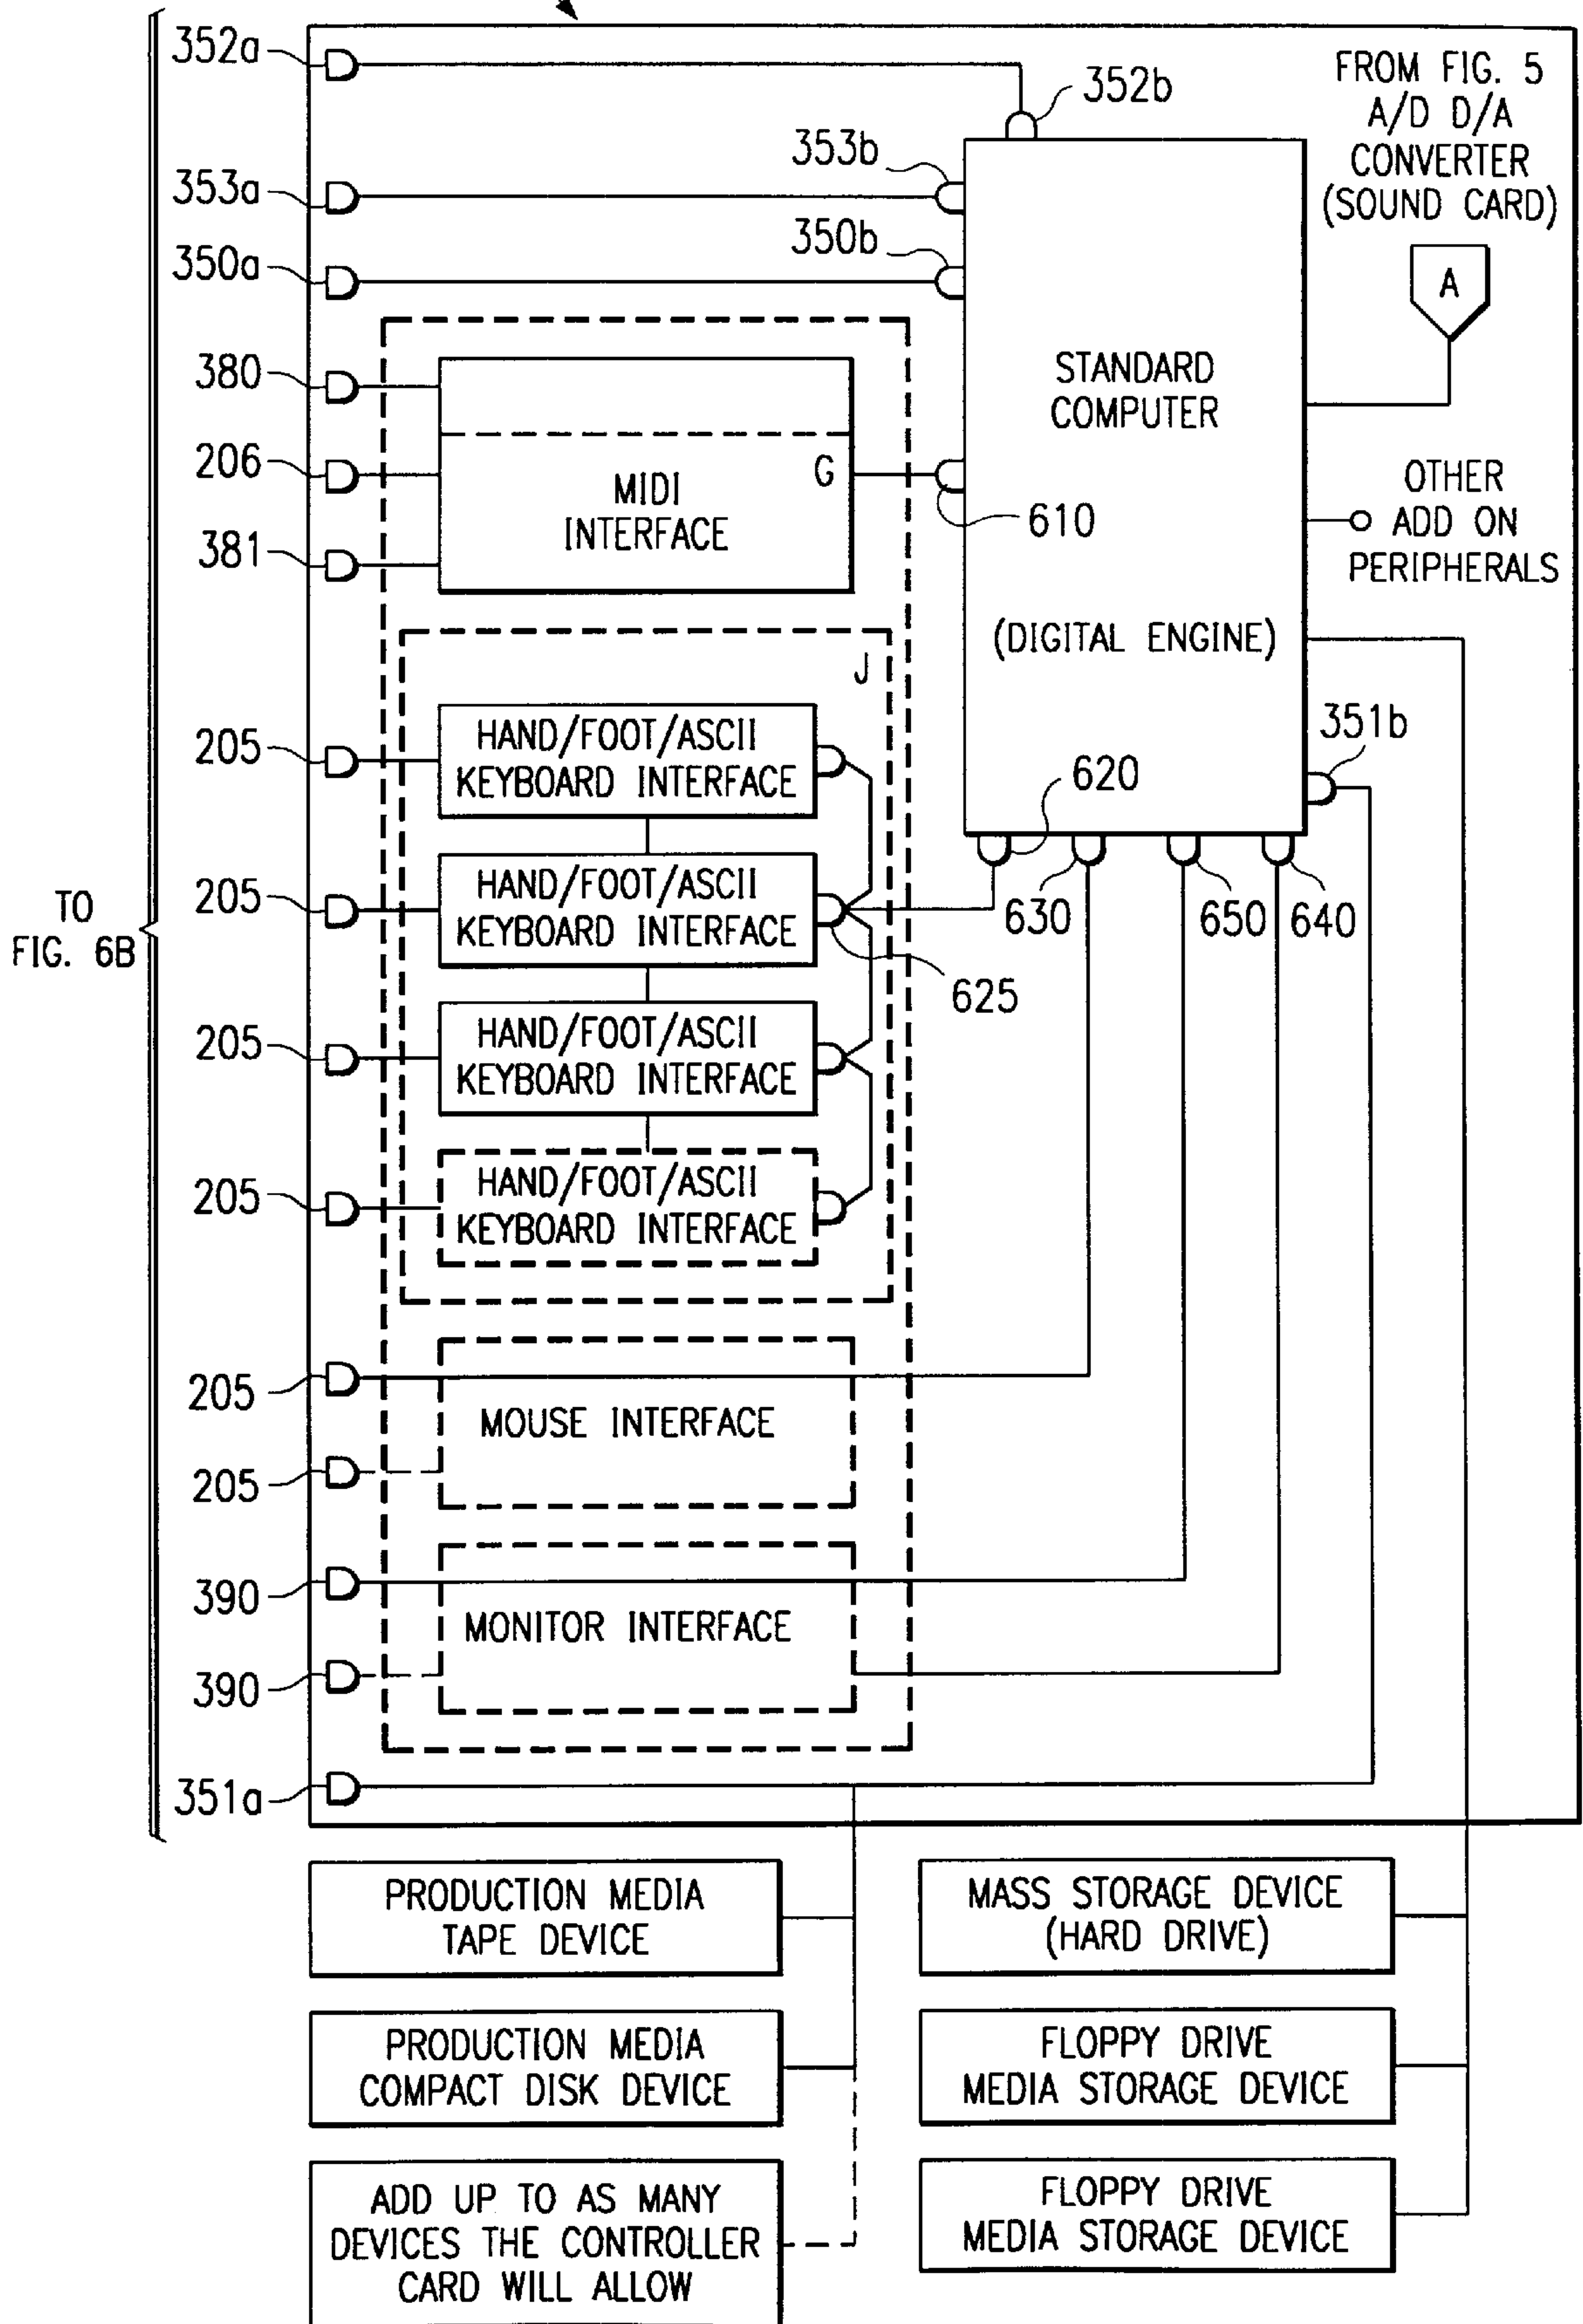 352a
352b
FROM FIG. 5
A/D D/A
CONVERTER
(SOUND CARD)
A
353b
353a
350b
350a
STANDARD
COMPUTER
(DIGITAL ENGINE)
380
206
381
MIDI
INTERFACE
G
610
OTHER
ADD ON
PERIPHERALS
J
205
HAND/FOOT/ASCII
KEYBOARD INTERFACE
351b
620
205
HAND/FOOT/ASCII
KEYBOARD INTERFACE
630
650
640
625
TO
FIG. 6B
205
HAND/FOOT/ASCII
KEYBOARD INTERFACE
205
HAND/FOOT/ASCII
KEYBOARD INTERFACE
205
MOUSE INTERFACE
205
390
MONITOR INTERFACE
390
351a
PRODUCTION MEDIA
TAPE DEVICE
MASS STORAGE DEVICE
(HARD DRIVE)
PRODUCTION MEDIA
COMPACT DISK DEVICE
FLOPPY DRIVE
MEDIA STORAGE DEVICE
ADD UP TO AS MANY
DEVICES THE CONTROLLER
CARD WILL ALLOW
FLOPPY DRIVE
MEDIA STORAGE DEVICE